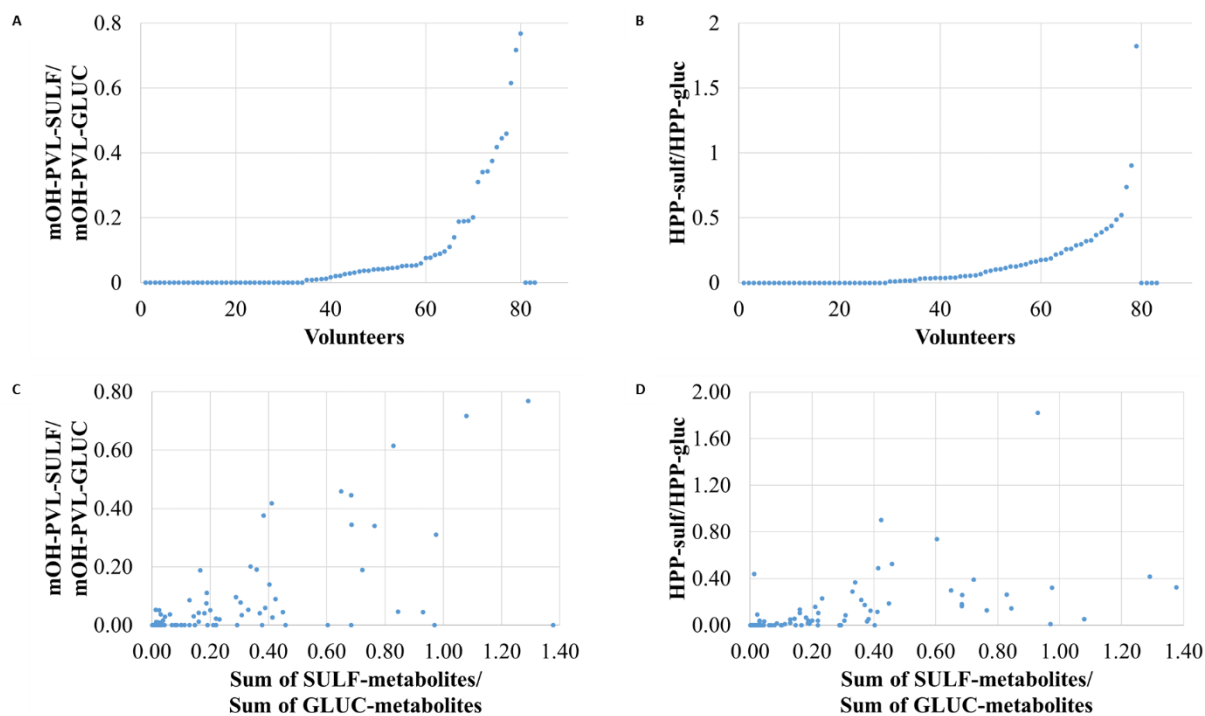 A
mOH-PVL-SULF/
mOH-PVL-GLUC
0.8
0.6
0.4
0.2
0
0 20 40 60 80
Volunteers
B
HPP-sulf/HPP-gluc
2
1.5
1
0.5
0
0 20 40 60 80
Volunteers
C
mOH-PVL-SULF/
mOH-PVL-GLUC
0.80
0.60
0.40
0.20
0.00
0.00 0.20 0.40 0.60 0.80 1.00 1.20 1.40
Sum of SULF-metabolites/
Sum of GLUC-metabolites
D
HPP-sulf/HPP-gluc
2.00
1.60
1.20
0.80
0.40
0.00
0.00 0.20 0.40 0.60 0.80 1.00 1.20 1.40
Sum of SULF-metabolites/
Sum of GLUC-metabolites